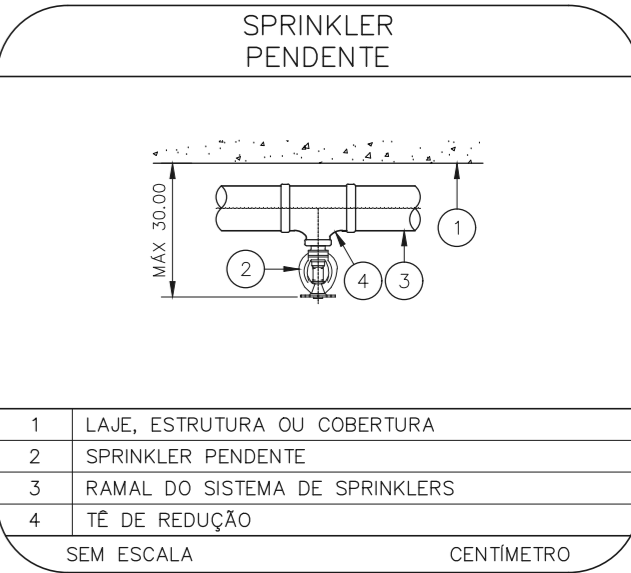 SPRINKLER
PENDENTE
MÁX 30.00
1
2
4
3
1 LAJE, ESTRUTURA OU COBERTURA
2 SPRINKLER PENDENTE
3 RAMAL DO SISTEMA DE SPRINKLERS
4 TÊ DE REDUÇÃO
SEM ESCALA CENTÍMETRO